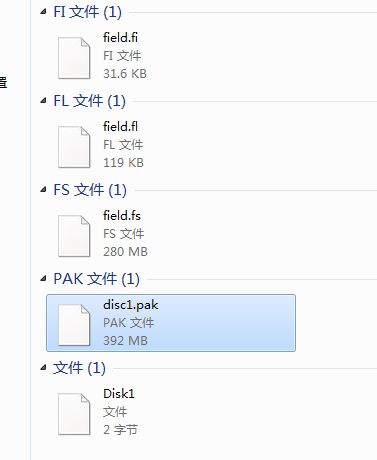 FI 文件 (1)
field.fi
FI 文件
31.6 KB
置
FL 文件 (1)
field.fl
FL 文件
119 KB
FS 文件 (1)
field.fs
FS 文件
280 MB
PAK 文件 (1)
disc1.pak
PAK 文件
392 MB
文件 (1)
Disk1
文件
2 字节